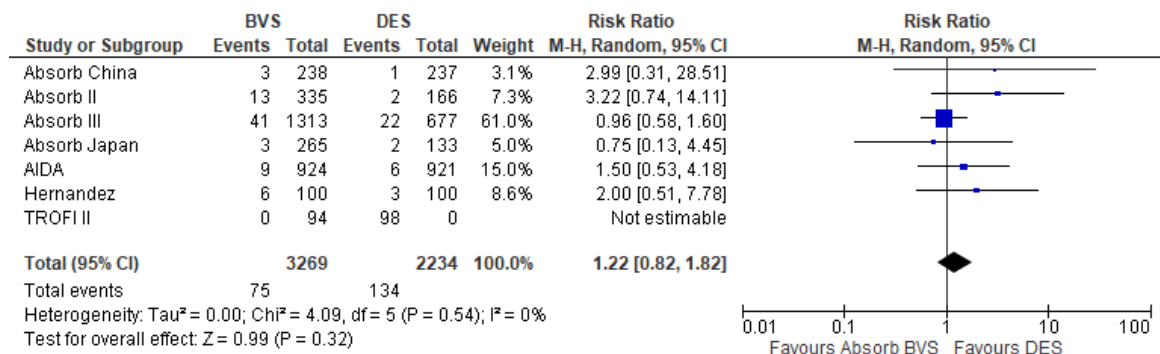 BVS DES Risk Ratio Risk Ratio
Study or Subgroup Events Total Events Total Weight M-H, Random, 95% CI M-H, Random, 95% CI
Absorb China 3 238 1 237 3.1% 2.99 [0.31, 28.51]
Absorb II 13 335 2 166 7.3% 3.22 [0.74, 14.11]
Absorb III 41 1313 22 677 61.0% 0.96 [0.58, 1.60]
Absorb Japan 3 265 2 133 5.0% 0.75 [0.13, 4.45]
AIDA 9 924 6 921 15.0% 1.50 [0.53, 4.18]
Hernandez 6 100 3 100 8.6% 2.00 [0.51, 7.78]
TROFI II 0 94 98 0 Not estimable
Total (95% CI) 3269 2234 100.0% 1.22 [0.82, 1.82]
Total events 75 134
Heterogeneity: Tau² = 0.00; Chi² = 4.09, df = 5 (P = 0.54); I² = 0%
Test for overall effect: Z = 0.99 (P = 0.32)
0.01 0.1 1 10 100
Favours Absorb BVS Favours DES